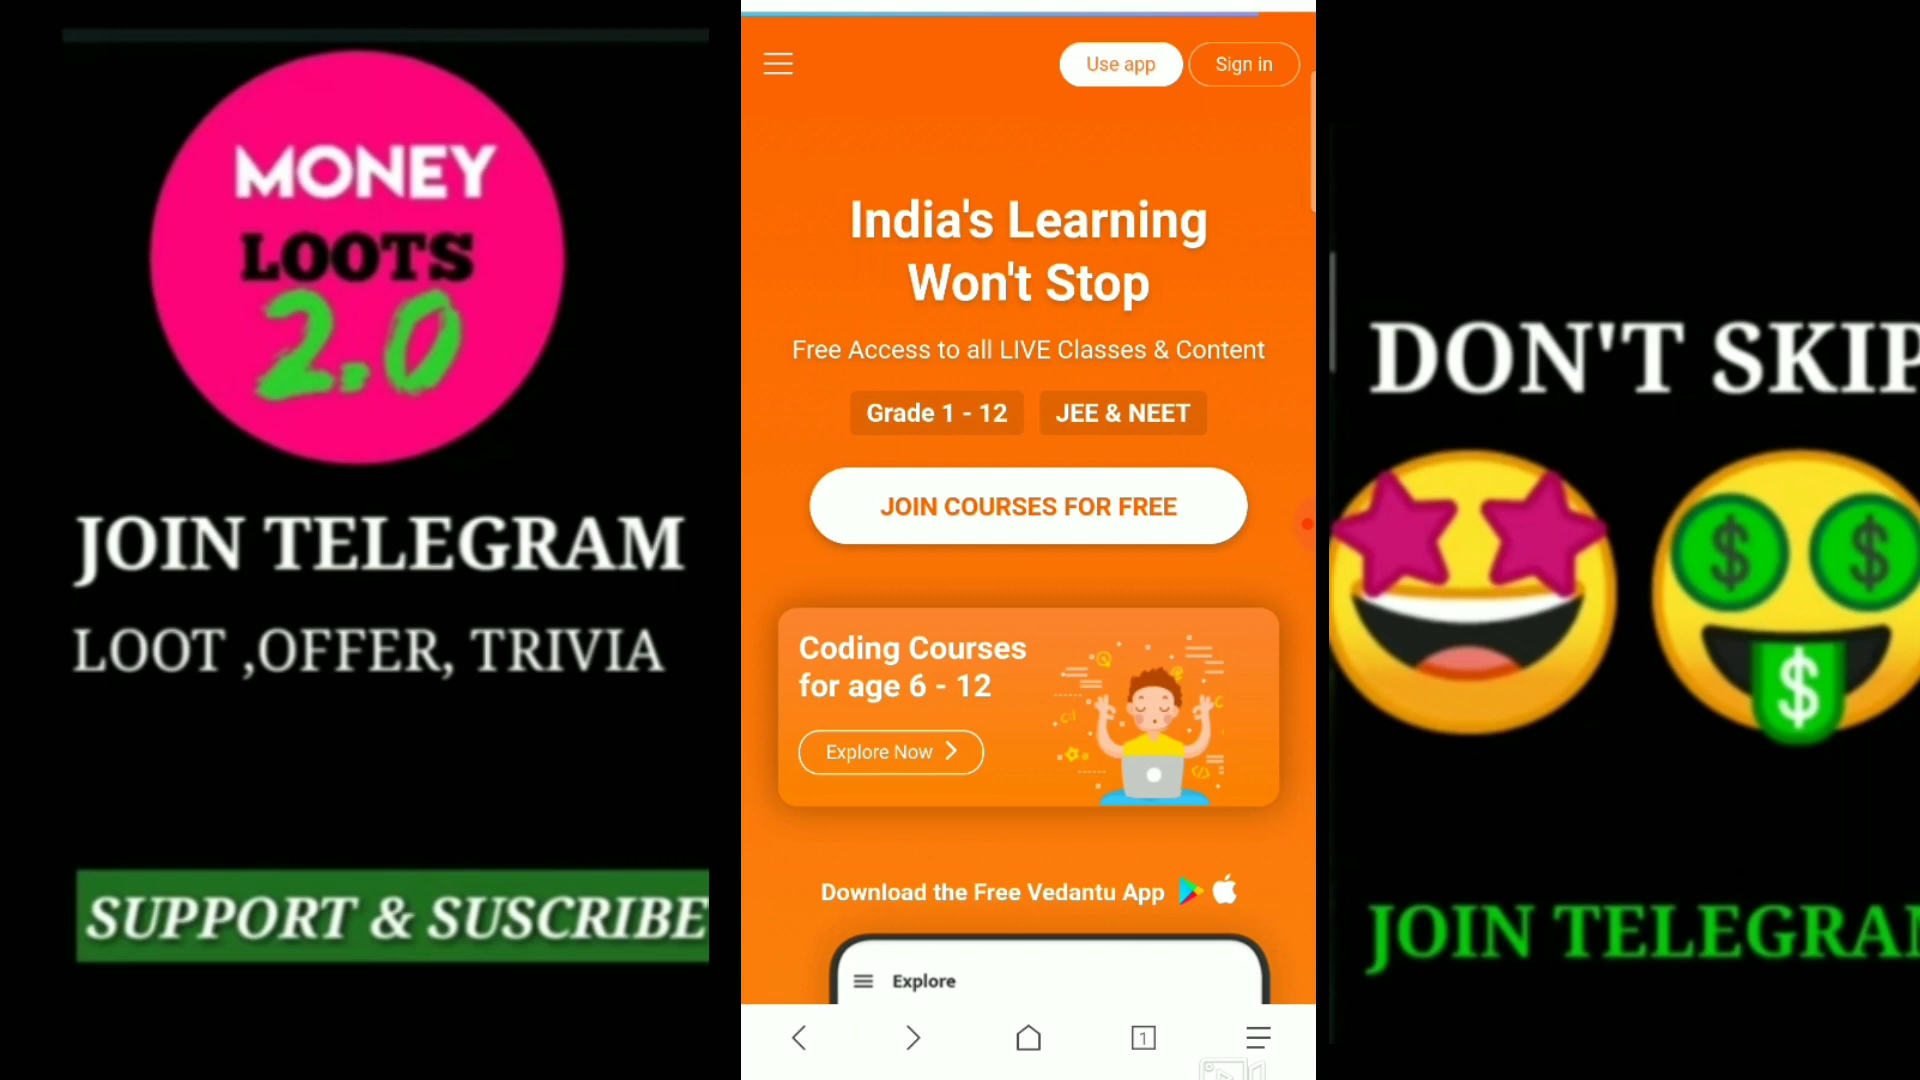 MONEY
LOOTS
2.0
JOIN TELEGRAM
LOOT ,OFFER, TRIVIA
SUPPORT & SUSCRIBE
Use app
Sign in
India's Learning
Won't Stop
Free Access to all LIVE Classes & Content
Grade 1 - 12
JEE & NEET
JOIN COURSES FOR FREE
Coding Courses
for age 6 - 12
Explore Now
Download the Free Vedantu App
Explore
1
DON'T SKIP
JOIN TELEGRAM